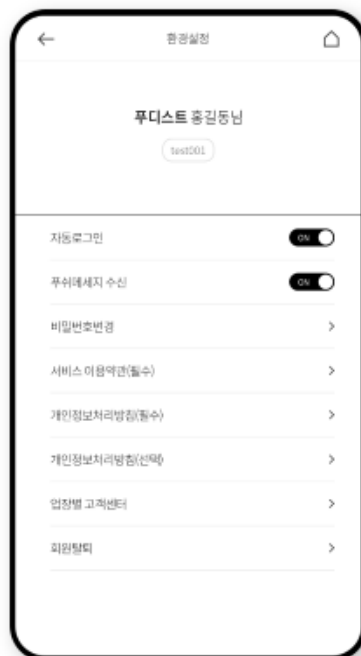 환경설정
푸디스트 홍길동님
test001
자동로그인
ON
푸쉬메세지 수신
ON
비밀번호변경
서비스 이용약관(필수)
개인정보처리방침(필수)
개인정보처리방침(선택)
업장별 고객센터
회원탈퇴